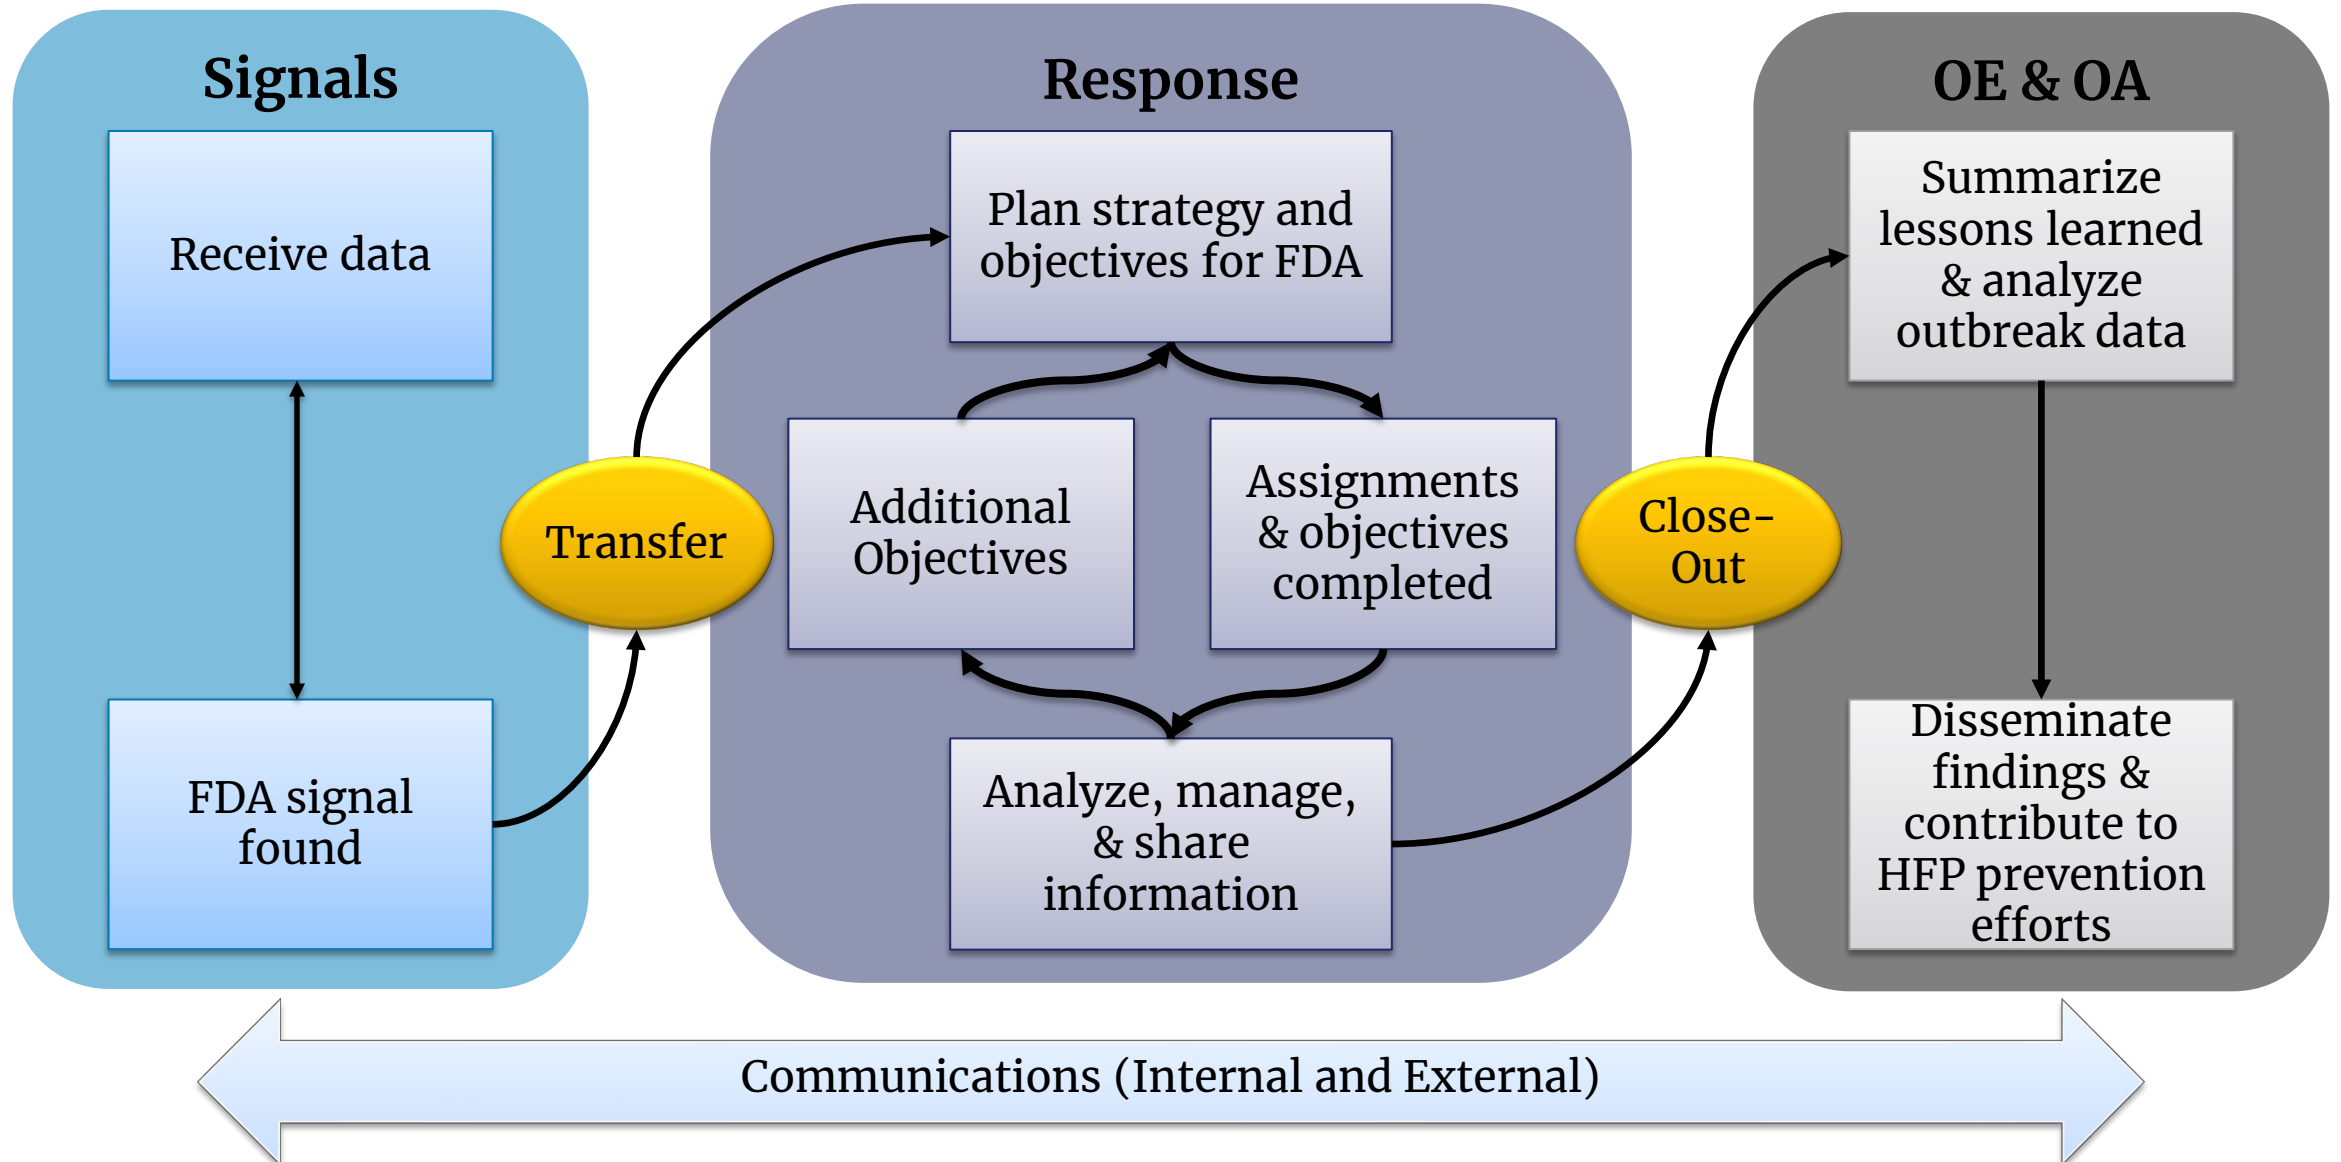 Signals
Receive data
FDA signal
found
Transfer
Response
Plan strategy and
objectives for FDA
Additional
Objectives
Assignments
& objectives
completed
Analyze, manage,
& share
information
Close-
Out
OE & OA
Summarize
lessons learned
& analyze
outbreak data
Disseminate
findings &
contribute to
HFP prevention
efforts
Communications (Internal and External)